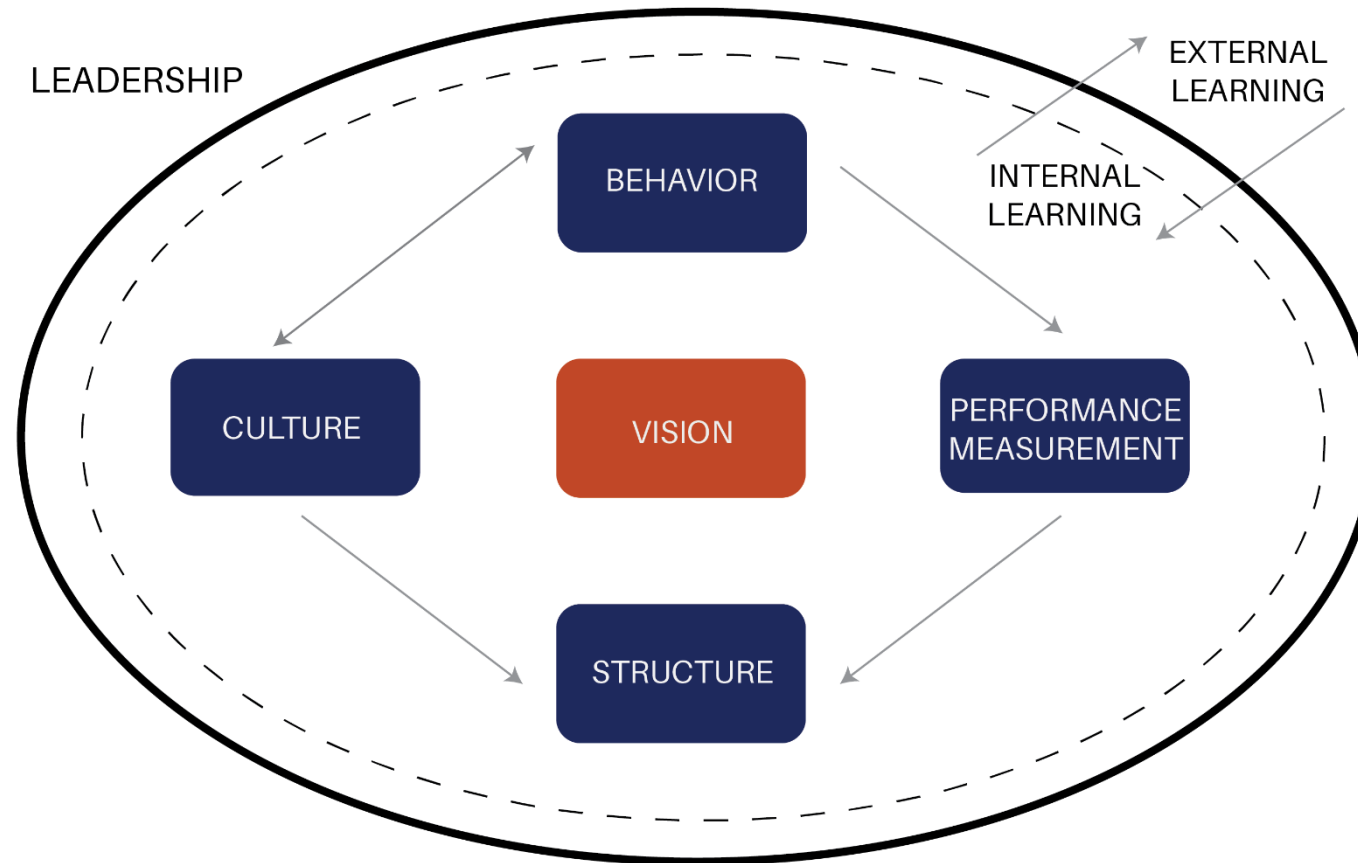 LEADERSHIP
EXTERNAL
LEARNING
BEHAVIOR
INTERNAL
LEARNING
CULTURE
VISION
PERFORMANCE
MEASUREMENT
STRUCTURE